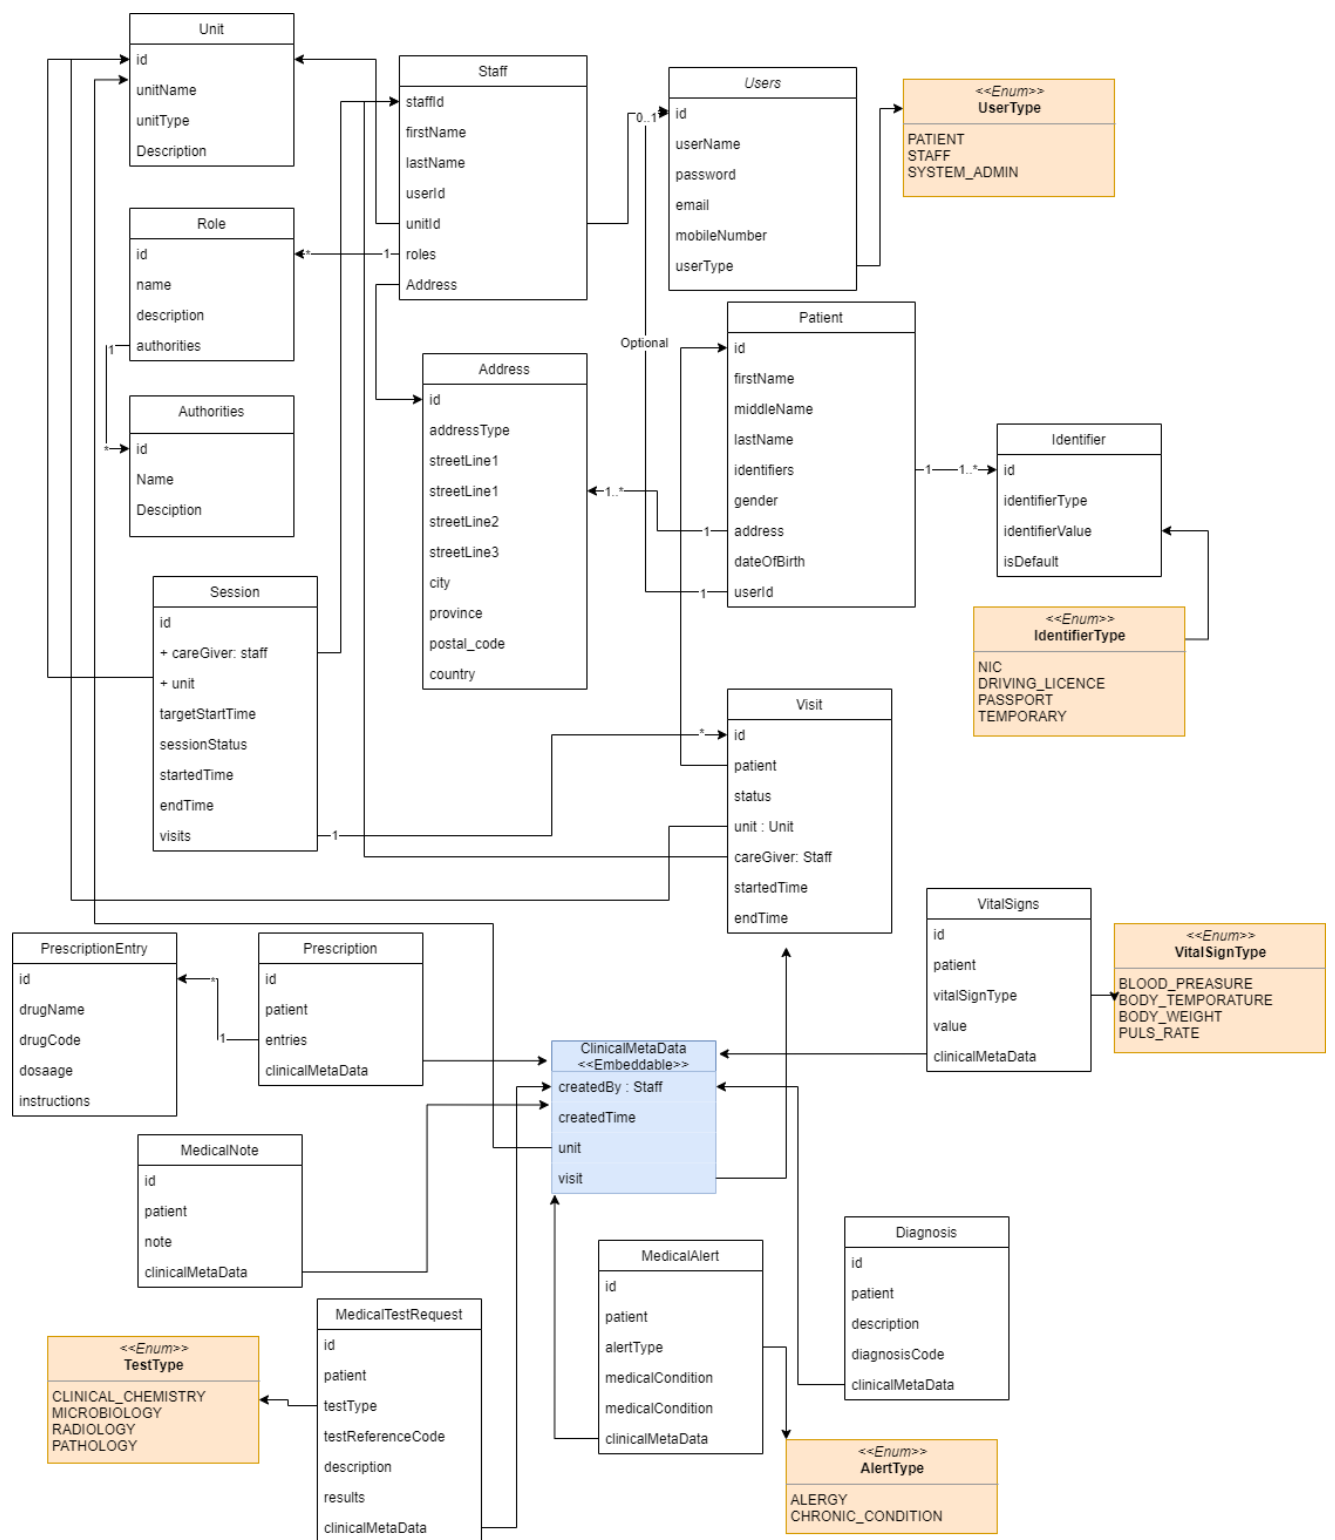 Unit
id
unitName
unitType
Description
Staff
staffId
firstName
lastName
userId
unitId
roles
Address
Users
id
userName
password
email
mobileNumber
userType
0..1
<<Enum>>
UserType
PATIENT
STAFF
SYSTEM_ADMIN
Role
id
name
description
authorities
*
1
1
*
Authorities
id
Name
Desciption
Address
id
addressType
streetLine1
streetLine1
streetLine2
streetLine3
city
province
postal_code
country
Optional
Patient
id
firstName
middleName
lastName
identifiers
gender
address
dateOfBirth
userId
1..*
1
1
1
1..*
Identifier
id
identifierType
identifierValue
isDefault
<<Enum>>
IdentifierType
NIC
DRIVING_LICENCE
PASSPORT
TEMPORARY
Session
id
+ careGiver: staff
+ unit
targetStartTime
sessionStatus
startedTime
endTime
visits
1
*
Visit
id
patient
status
unit : Unit
careGiver: Staff
startedTime
endTime
VitalSigns
id
patient
vitalSignType
value
clinicalMetaData
<<Enum>>
VitalSignType
BLOOD_PREASURE
BODY_TEMPORATURE
BODY_WEIGHT
PULS_RATE
PrescriptionEntry
id
drugName
drugCode
dosaage
instructions
*
1
Prescription
id
patient
entries
clinicalMetaData
ClinicalMetaData
<<Embeddable>>
createdBy : Staff
createdTime
unit
visit
MedicalNote
id
patient
note
clinicalMetaData
MedicalAlert
id
patient
alertType
medicalCondition
medicalCondition
clinicalMetaData
Diagnosis
id
patient
description
diagnosisCode
clinicalMetaData
<<Enum>>
TestType
CLINICAL_CHEMISTRY
MICROBIOLOGY
RADIOLOGY
PATHOLOGY
MedicalTestRequest
id
patient
testType
testReferenceCode
description
results
clinicalMetaData
<<Enum>>
AlertType
ALERGY
CHRONIC_CONDITION